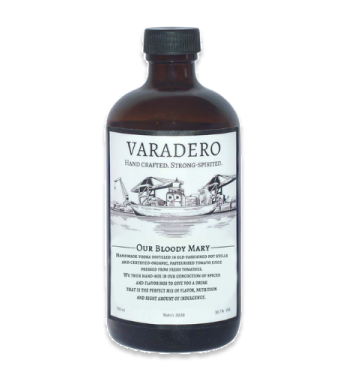 VARADERO
HAND CRAFTED. STRONG-SPIRITED.
OUR BLOODY MARY
HANDMADE VODKA DISTILLED IN OLD FASHIONED POT STILLS
AND CERTIFIED-ORGANIC, PASTEURISED TOMATO JUICE
PRESSED FROM FRESH TOMATOES.
WE THEN HAND-MIX IN OUR CONCOCTION OF SPICES
AND FLAVORINGS TO GIVE YOU A DRINK
THAT IS THE PERFECT MIX OF FLAVOR, NUTRITION
AND RIGHT AMOUNT OF INDULGENCE.